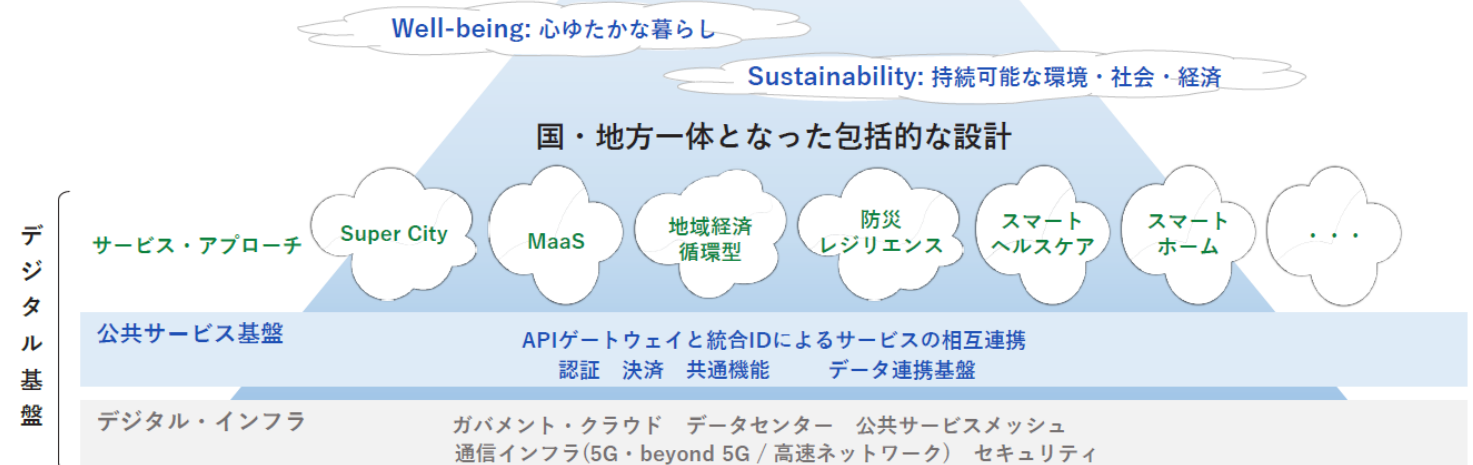 Well-being: 心ゆたかな暮らし
Sustainability: 持続可能な環境・社会・経済
国・地方一体となった包括的な設計
デジタル基盤
サービス・アプローチ
Super City
MaaS
地域経済
循環型
防災
レジリエンス
スマート
ヘルスケア
スマート
ホーム
・・・
公共サービス基盤
APIゲートウェイと統合IDによるサービスの相互連携
認証 決済 共通機能 データ連携基盤
デジタル・インフラ
ガバメント・クラウド データセンター 公共サービスメッシュ
通信インフラ(5G・beyond 5G / 高速ネットワーク) セキュリティ